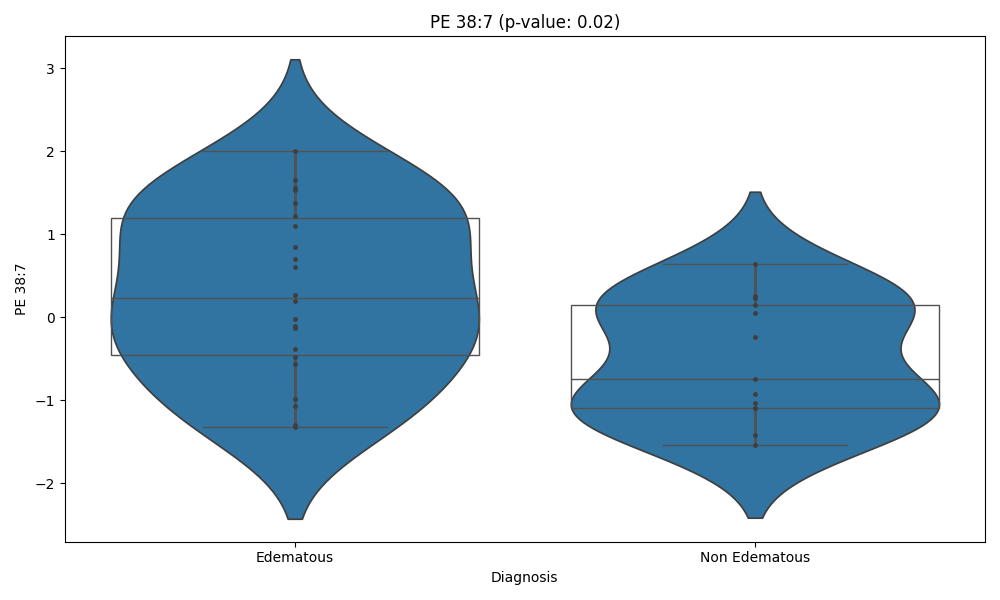 PE 38:7 (p-value: 0.02)
3
2
1
0
−1
−2
PE 38:7
Edematous
Non Edematous
Diagnosis